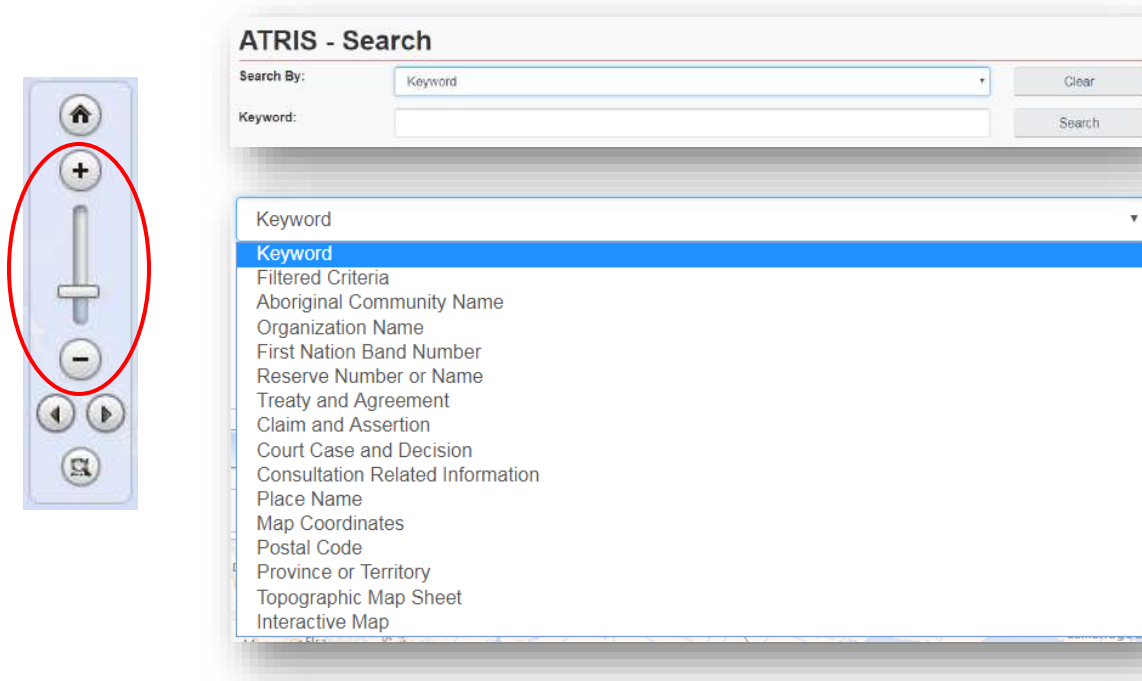 ATRIS - Search
Search By:
Keyword
Clear
Keyword:
Search
Keyword
Keyword
Filtered Criteria
Aboriginal Community Name
Organization Name
First Nation Band Number
Reserve Number or Name
Treaty and Agreement
Claim and Assertion
Court Case and Decision
Consultation Related Information
Place Name
Map Coordinates
Postal Code
Province or Territory
Topographic Map Sheet
Interactive Map